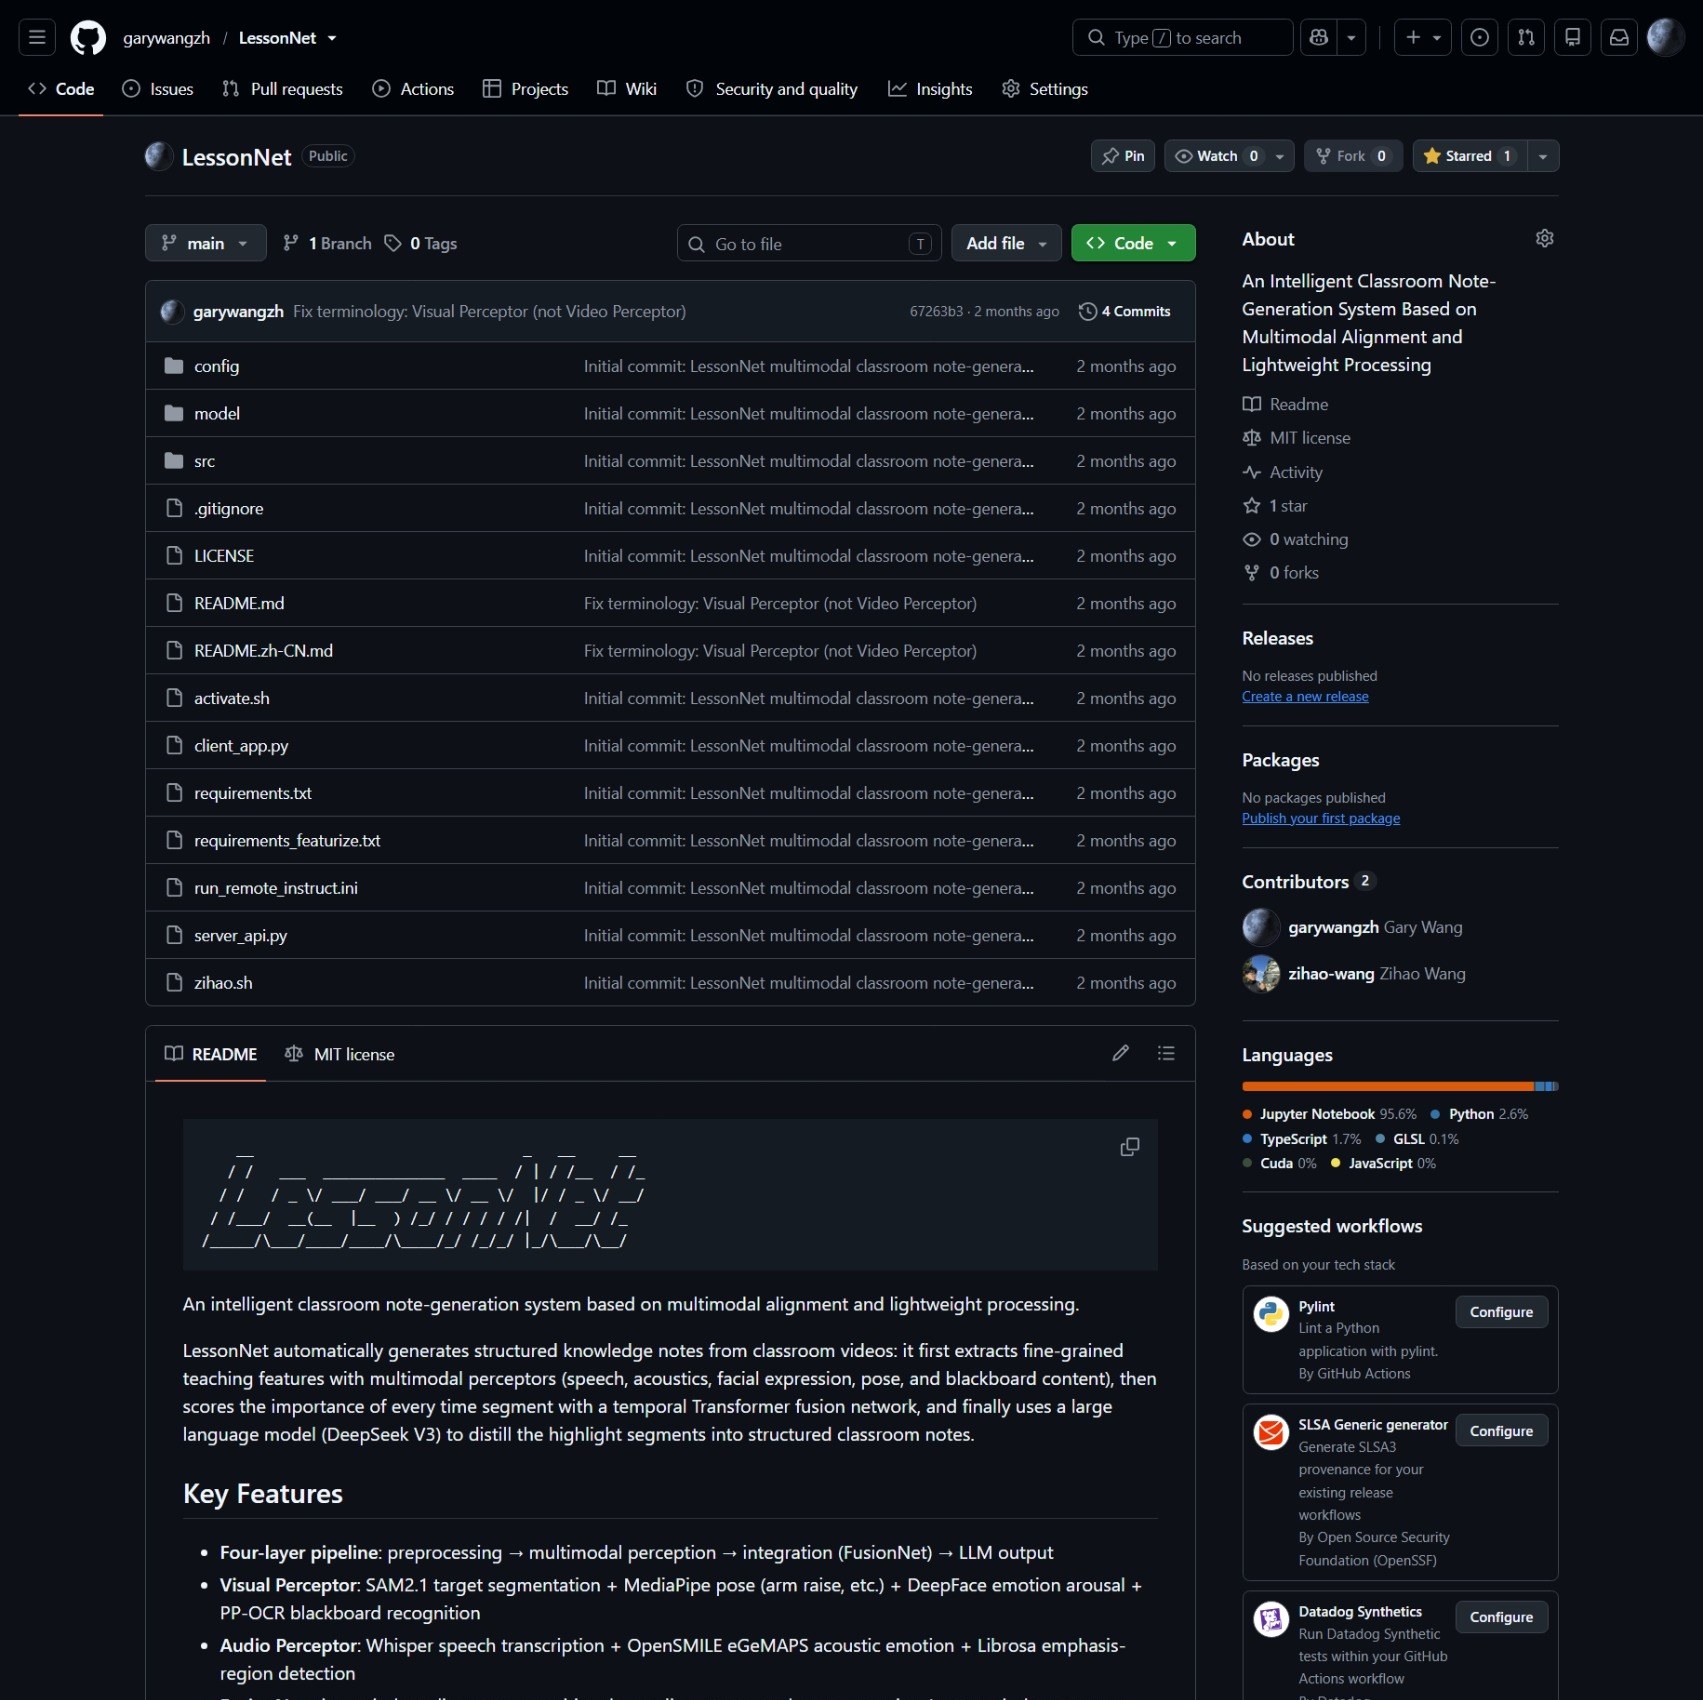 garywangzh / LessonNet
Type / to search
Code Issues Pull requests Actions Projects Wiki Security and quality Insights Settings
LessonNet Public
Pin Watch 0 Fork 0 Starred 1
main 1 Branch 0 Tags Go to file T Add file Code
garywangzh Fix terminology: Visual Perceptor (not Video Perceptor) 67263b3 · 2 months ago 4 Commits
config Initial commit: LessonNet multimodal classroom note-genera... 2 months ago
model Initial commit: LessonNet multimodal classroom note-genera... 2 months ago
src Initial commit: LessonNet multimodal classroom note-genera... 2 months ago
.gitignore Initial commit: LessonNet multimodal classroom note-genera... 2 months ago
LICENSE Initial commit: LessonNet multimodal classroom note-genera... 2 months ago
README.md Fix terminology: Visual Perceptor (not Video Perceptor) 2 months ago
README.zh-CN.md Fix terminology: Visual Perceptor (not Video Perceptor) 2 months ago
activate.sh Initial commit: LessonNet multimodal classroom note-genera... 2 months ago
client_app.py Initial commit: LessonNet multimodal classroom note-genera... 2 months ago
requirements.txt Initial commit: LessonNet multimodal classroom note-genera... 2 months ago
requirements_featurize.txt Initial commit: LessonNet multimodal classroom note-genera... 2 months ago
run_remote_instruct.ini Initial commit: LessonNet multimodal classroom note-genera... 2 months ago
server_api.py Initial commit: LessonNet multimodal classroom note-genera... 2 months ago
zihao.sh Initial commit: LessonNet multimodal classroom note-genera... 2 months ago
README MIT license
LessonNet
An intelligent classroom note-generation system based on multimodal alignment and lightweight processing.
LessonNet automatically generates structured knowledge notes from classroom videos: it first extracts fine-grained
teaching features with multimodal perceptors (speech, acoustics, facial expression, pose, and blackboard content), then
scores the importance of every time segment with a temporal Transformer fusion network, and finally uses a large
language model (DeepSeek V3) to distill the highlight segments into structured classroom notes.
Key Features
• Four-layer pipeline: preprocessing → multimodal perception → integration (FusionNet) → LLM output
• Visual Perceptor: SAM2.1 target segmentation + MediaPipe pose (arm raise, etc.) + DeepFace emotion arousal +
PP-OCR blackboard recognition
• Audio Perceptor: Whisper speech transcription + OpenSMILE eGeMAPS acoustic emotion + Librosa emphasis-
region detection
About
An Intelligent Classroom Note-
Generation System Based on
Multimodal Alignment and
Lightweight Processing
Readme
MIT license
Activity
1 star
0 watching
0 forks
Releases
No releases published
Create a new release
Packages
No packages published
Publish your first package
Contributors 2
garywangzh Gary Wang
zihao-wang Zihao Wang
Languages
Jupyter Notebook 95.6% Python 2.6%
TypeScript 1.7% GLSL 0.1%
Cuda 0% JavaScript 0%
Suggested workflows
Based on your tech stack
Pylint
Configure
Lint a Python
application with pylint.
By GitHub Actions
SLSA Generic generator
Configure
Generate SLSA3
provenance for your
existing release
workflows
By Open Source Security
Foundation (OpenSSF)
Datadog Synthetics
Configure
Run Datadog Synthetic
tests within your GitHub
Actions workflow